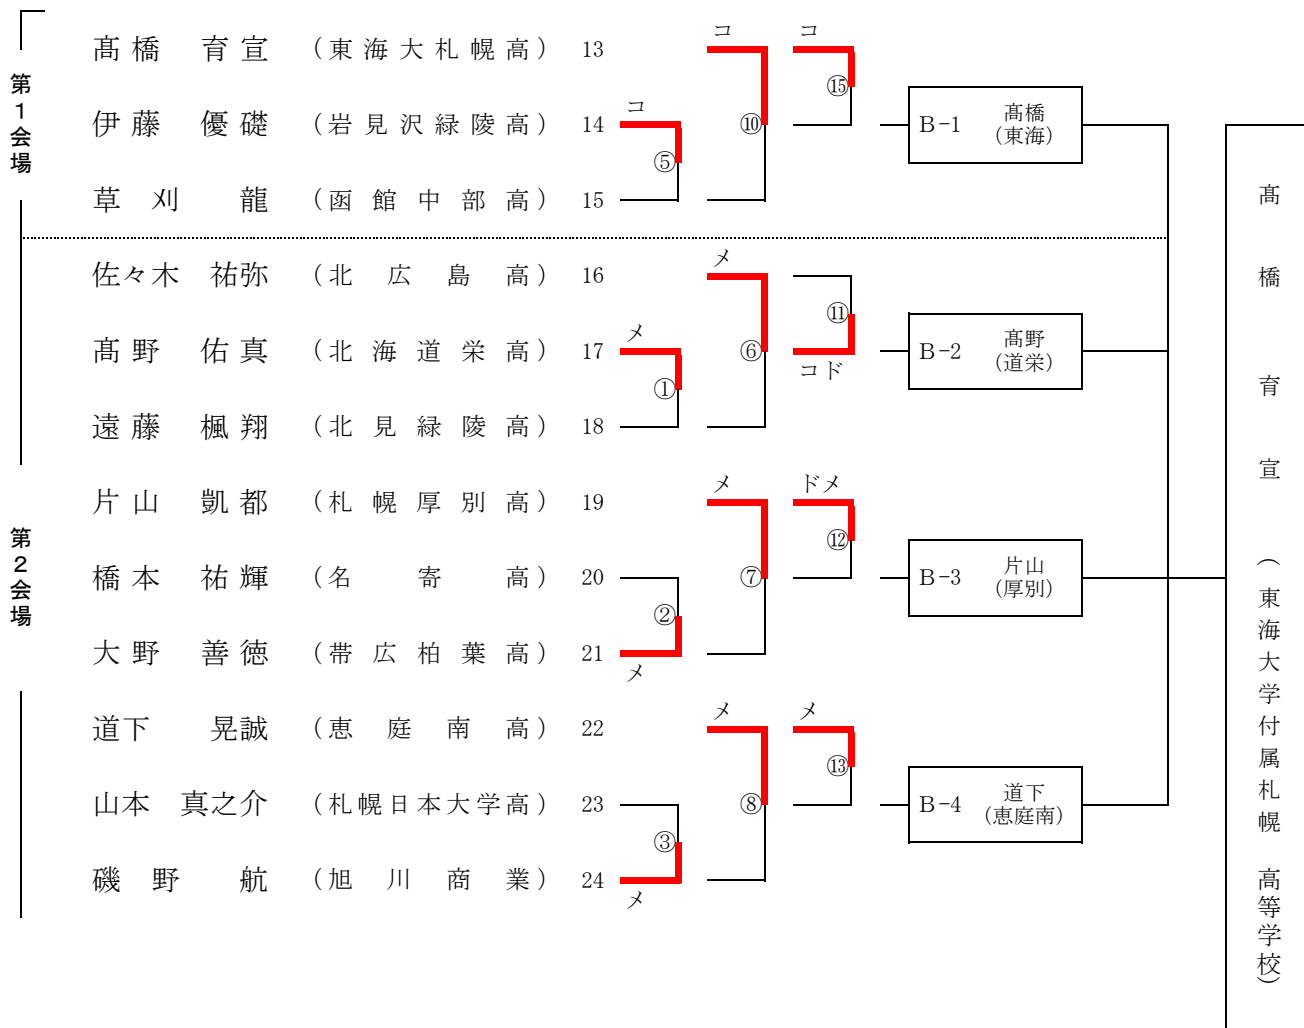 第1会場
第2会場
髙橋 育宣 (東海大札幌高) 13
伊藤 優礎 (岩見沢緑陵高) 14
草刈 龍 (函館中部高) 15
佐々木 祐弥 (北広島高) 16
髙野 佑真 (北海道栄高) 17
遠藤 楓翔 (北見緑陵高) 18
片山 凱都 (札幌厚別高) 19
橋本 祐輝 (名寄高) 20
大野 善徳 (帯広柏葉高) 21
道下 晃誠 (恵庭南高) 22
山本 真之介 (札幌日本大学高) 23
磯野 航 (旭川商業) 24
コ
⑤
メ
①
②
メ
③
メ
コ
⑩
メ
⑥
メ
⑦
メ
⑧
コ
⑮
⑪
コド
ドメ
⑫
メ
⑬
B-1 髙橋
(東海)
B-2 髙野
(道栄)
B-3 片山
(厚別)
B-4 道下
(恵庭南)
髙橋育宣(東海大学付属札幌 高等学校)